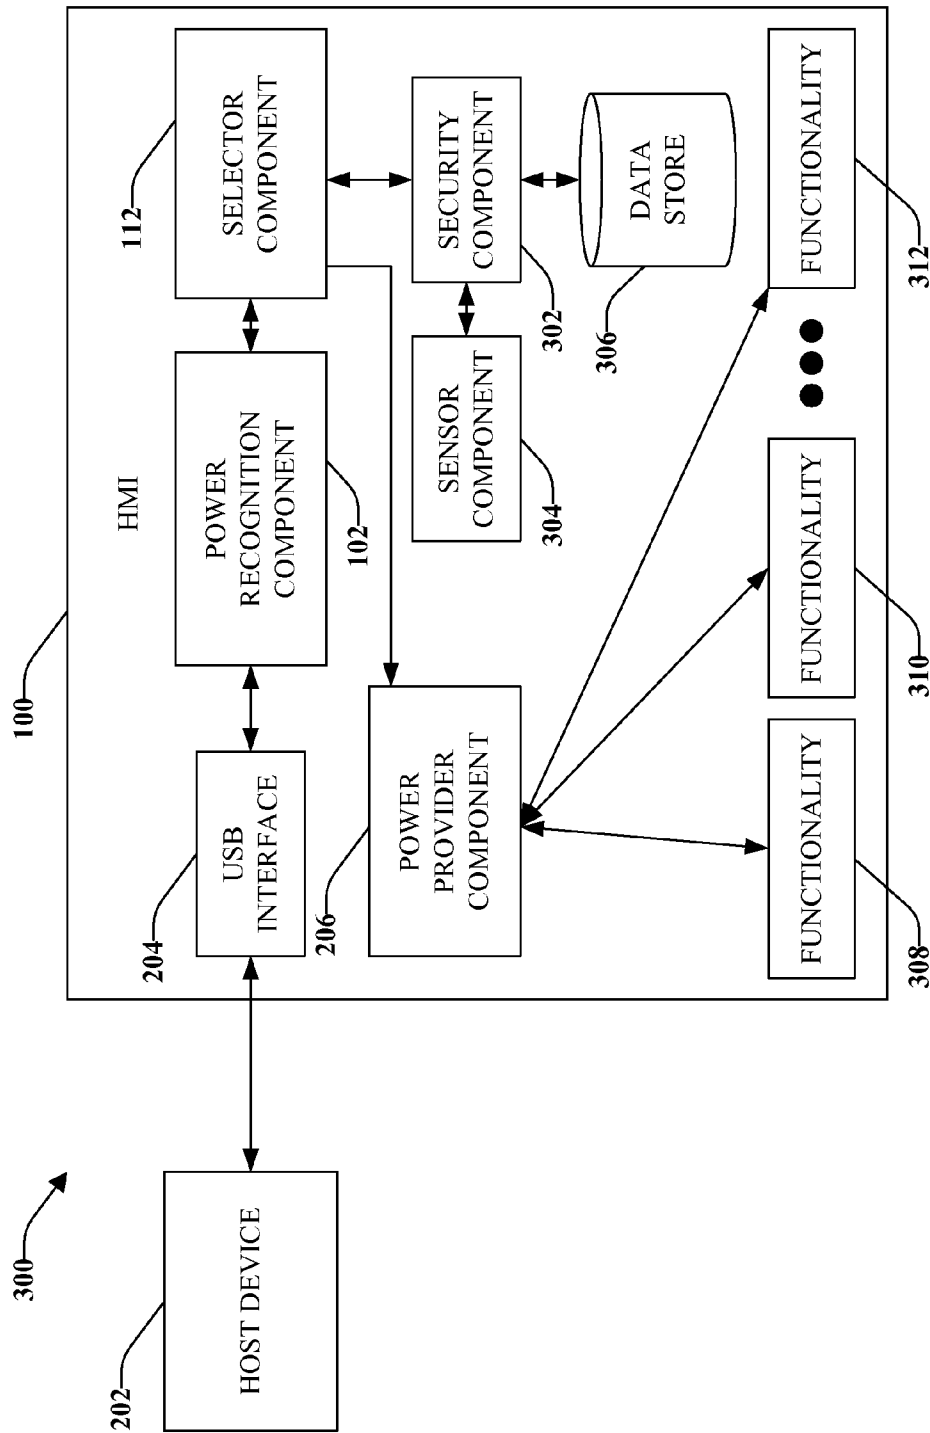 300
100
HMI
202
HOST DEVICE
204
USB
INTERFACE
102
POWER
RECOGNITION
COMPONENT
112
SELECTOR
COMPONENT
206
POWER
PROVIDER
COMPONENT
304
SENSOR
COMPONENT
302
SECURITY
COMPONENT
306
DATA
STORE
FUNCTIONALITY
308
FUNCTIONALITY
310
FUNCTIONALITY
312